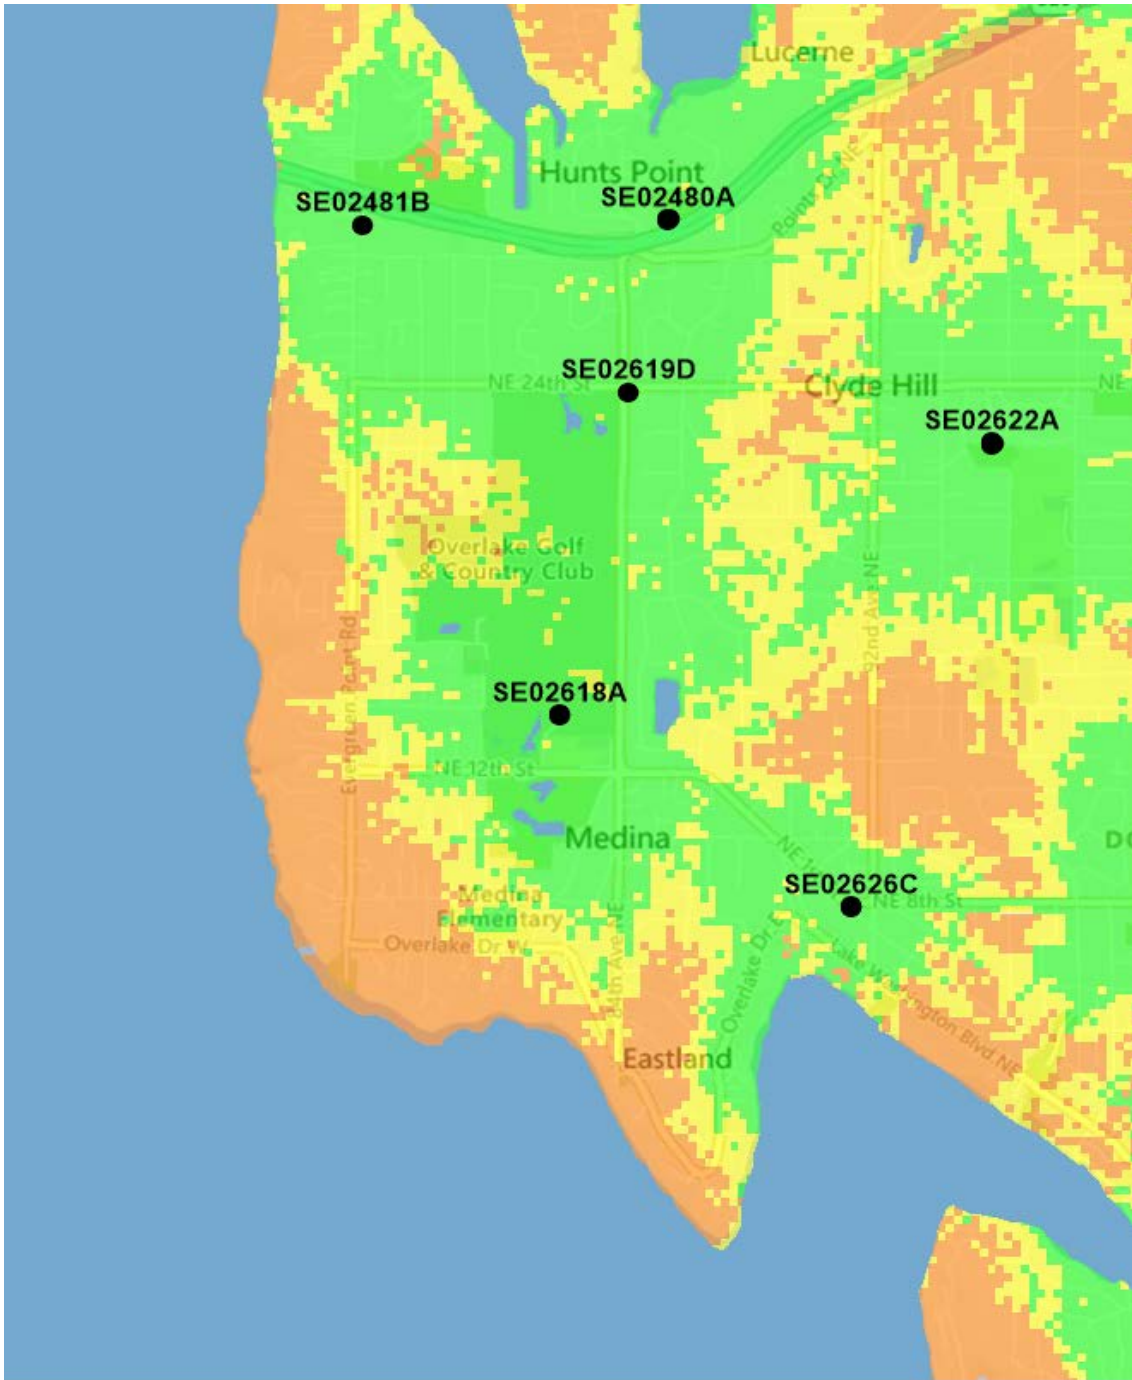 Lucerne
Hunts Point
SE02481B
SE02480A
Points Dr NE
SE02619D
NE 24th St
Clyde Hill
NE
SE02622A
Overlake Golf
& Country Club
92nd Ave NE
Evergreen Point Rd
SE02618A
NE 12th St
Medina
NE
SE02626C
NE 8th St
Medina
Elementary
Overlake Dr W
84th Ave NE
Overlake Dr E
Lake Washington Blvd NE
Eastland